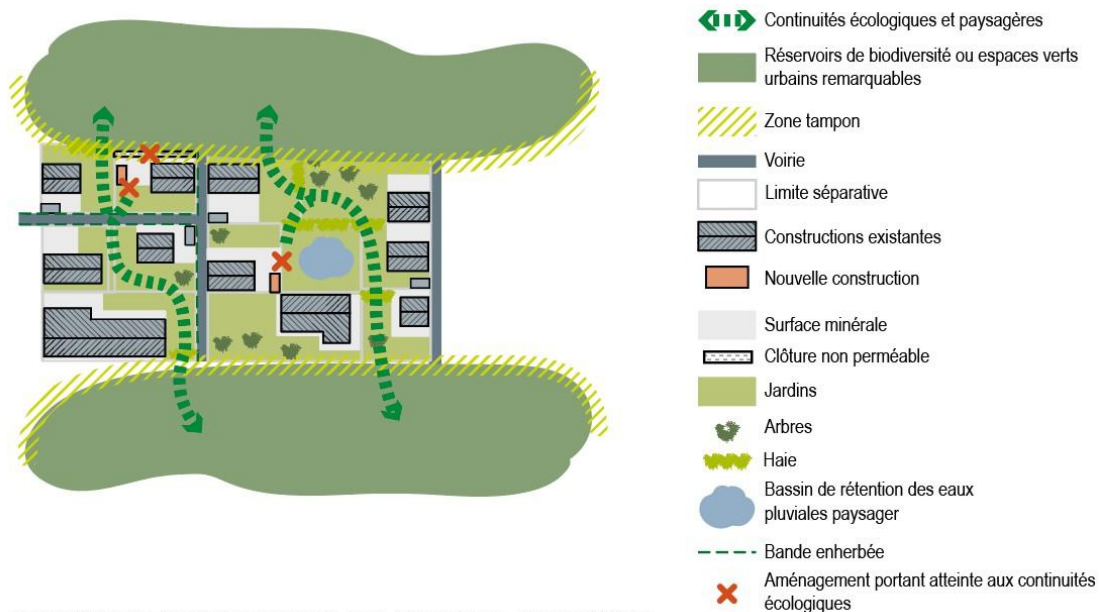 Continuités écologiques et paysagères
Réservoirs de biodiversité ou espaces verts
urbains remarquables
Zone tampon
Voirie
Limite séparative
Constructions existantes
Nouvelle construction
Surface minérale
Clôture non perméable
Jardins
Arbres
Haie
Bassin de rétention des eaux
pluviales paysager
Bande enherbée
Aménagement portant atteinte aux continuités
écologiques